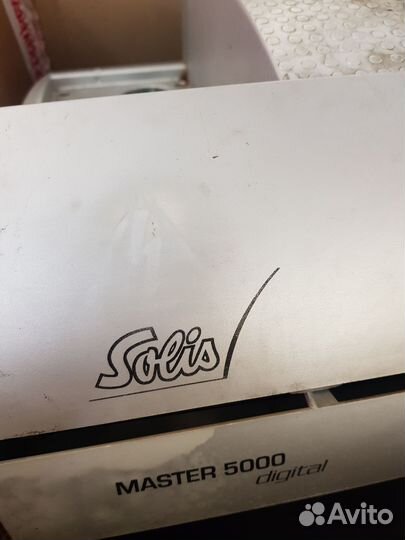 Solis
MASTER 5000
digital
Avito